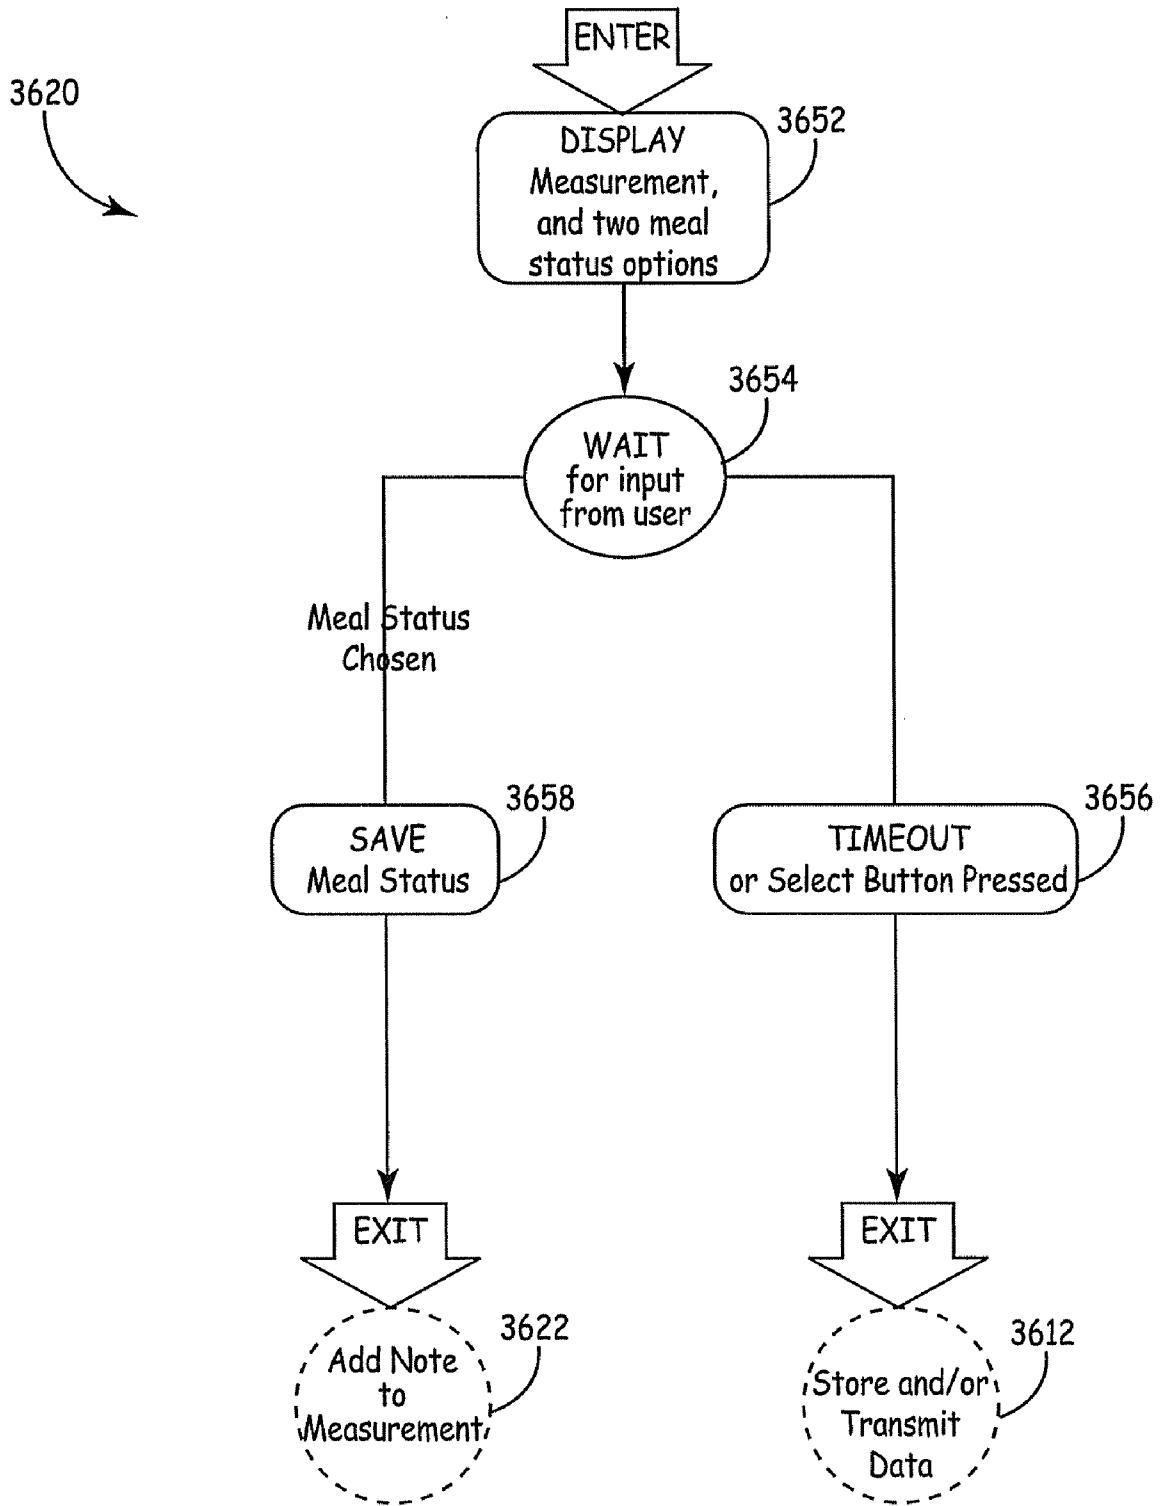 ENTER
3620
3652
DISPLAY
Measurement,
and two meal
status options
3654
WAIT
for input
from user
Meal Status
Chosen
3658
SAVE
Meal Status
3656
TIMEOUT
or Select Button Pressed
EXIT
EXIT
3622
Add Note
to
Measurement
3612
Store and/or
Transmit
Data